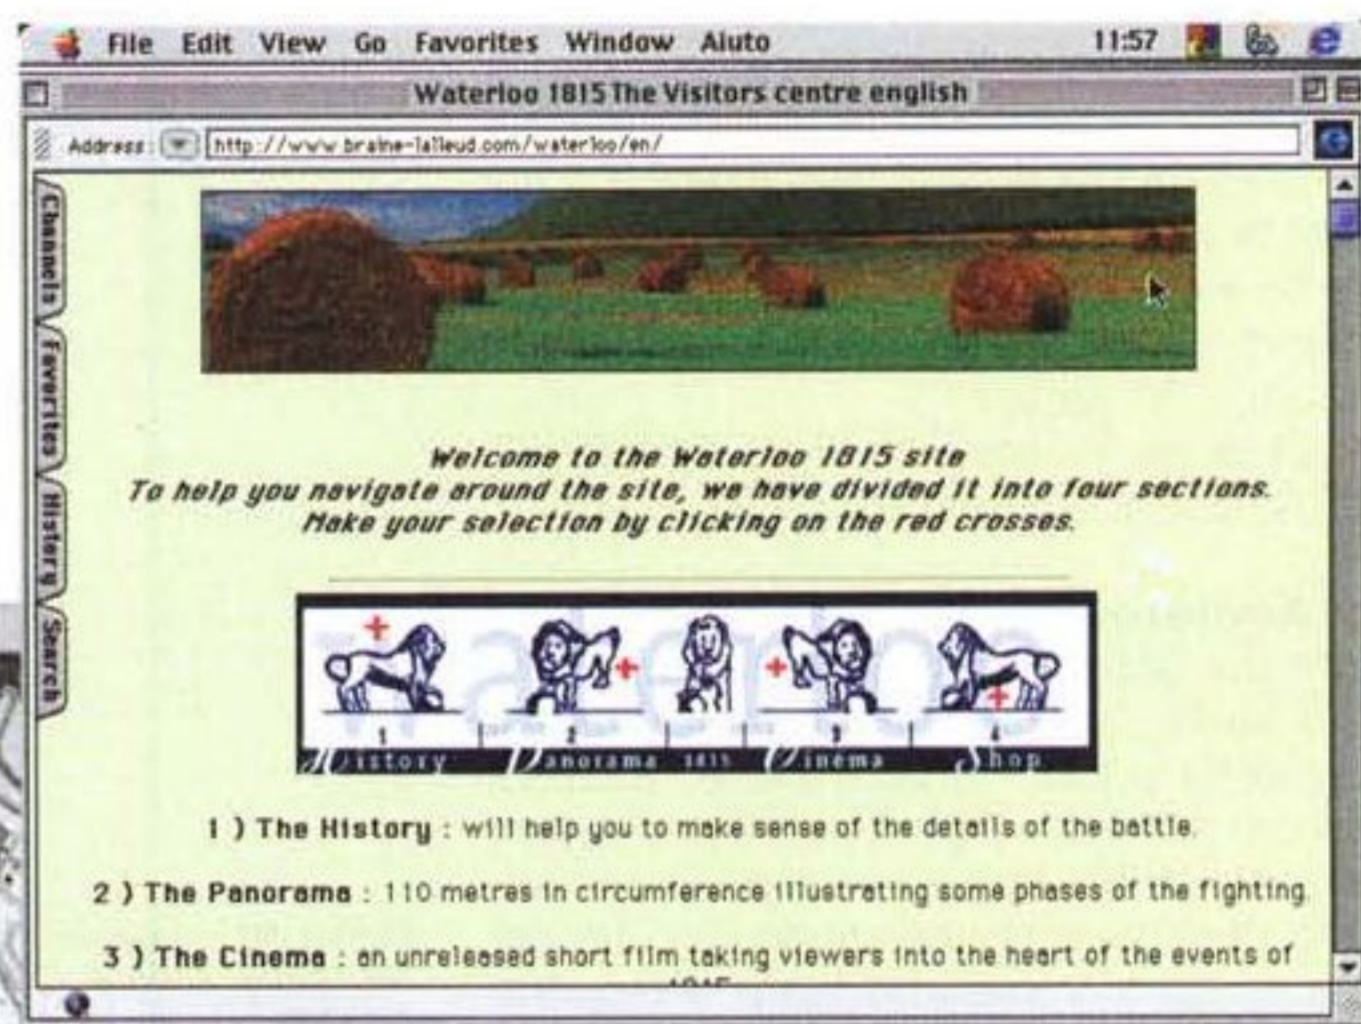 File Edit View Go Favorites Window Aiuto 11:57
Waterloo 1815 The Visitors centre english
Address: http://www.braine-lalleud.com/waterloo/en/
Channels
Favorites
History
Search
Welcome to the Waterloo 1815 site
To help you navigate around the site, we have divided it into four sections.
Make your selection by clicking on the red crosses.
1 2 3 4
History Panorama 1815 Cinéma Shop
1 ) The History : will help you to make sense of the details of the battle.
2 ) The Panorama : 110 metres in circumference illustrating some phases of the fighting.
3 ) The Cinema : an unreleased short film taking viewers into the heart of the events of
1815